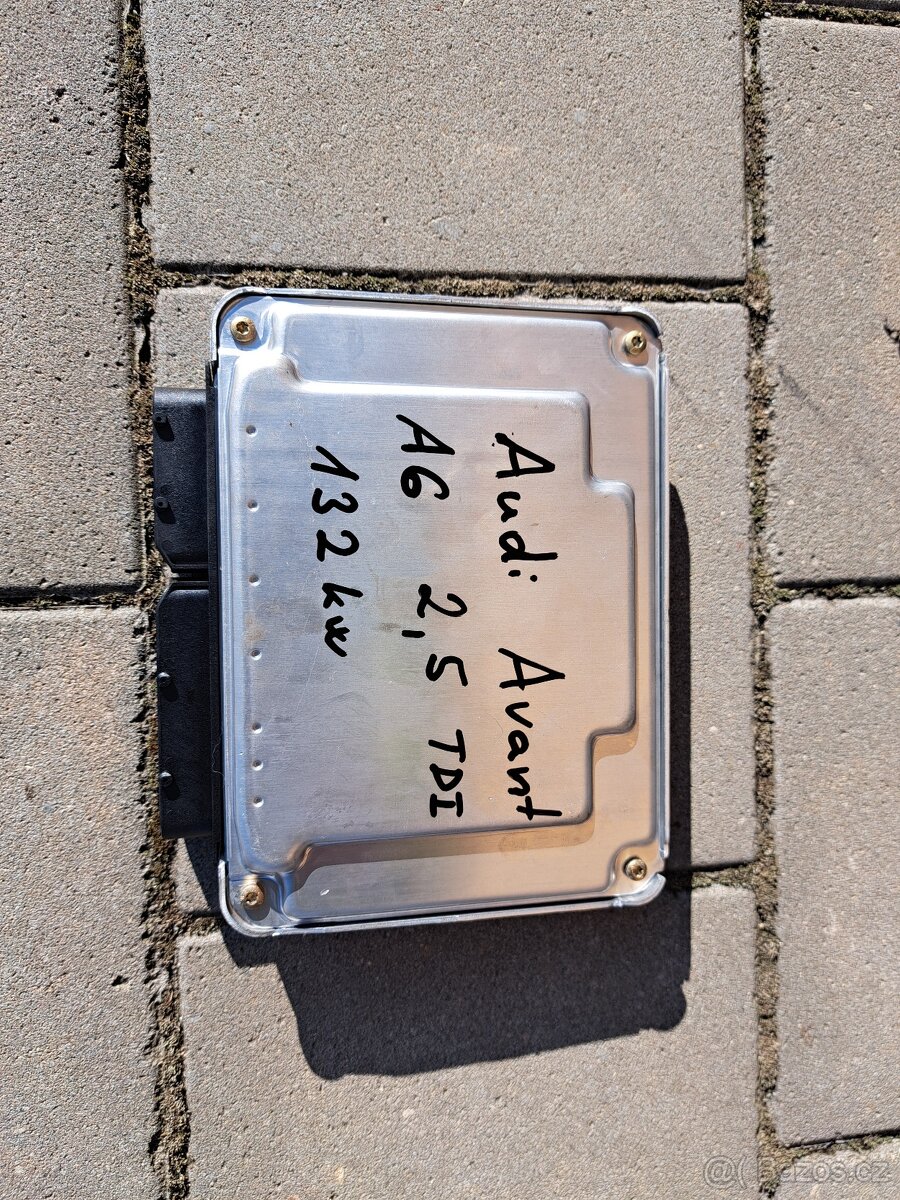 Audi Avant
A6 2,5 TDI
132 kw
Bazos.cz